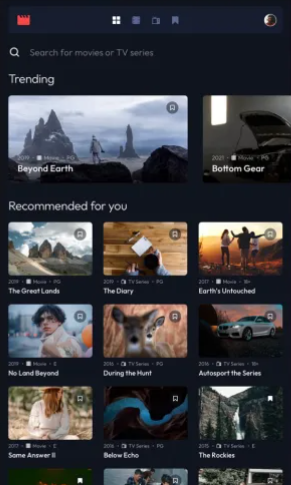 Search for movies or TV series
Trending
2019 • Movie • PG
Beyond Earth
2021 • Movie • PG
Bottom Gear
Recommended for you
2019 • Movie • PG
The Great Lands
2019 • TV Series • PG
The Diary
2017 • Movie • 18+
Earth's Untouched
2019 • Movie • E
No Land Beyond
2016 • TV Series • PG
During the Hunt
2016 • TV Series • 18+
Autosport the Series
2017 • Movie • E
Same Answer II
2016 • TV Series • PG
Below Echo
2015 • TV Series • E
The Rockies